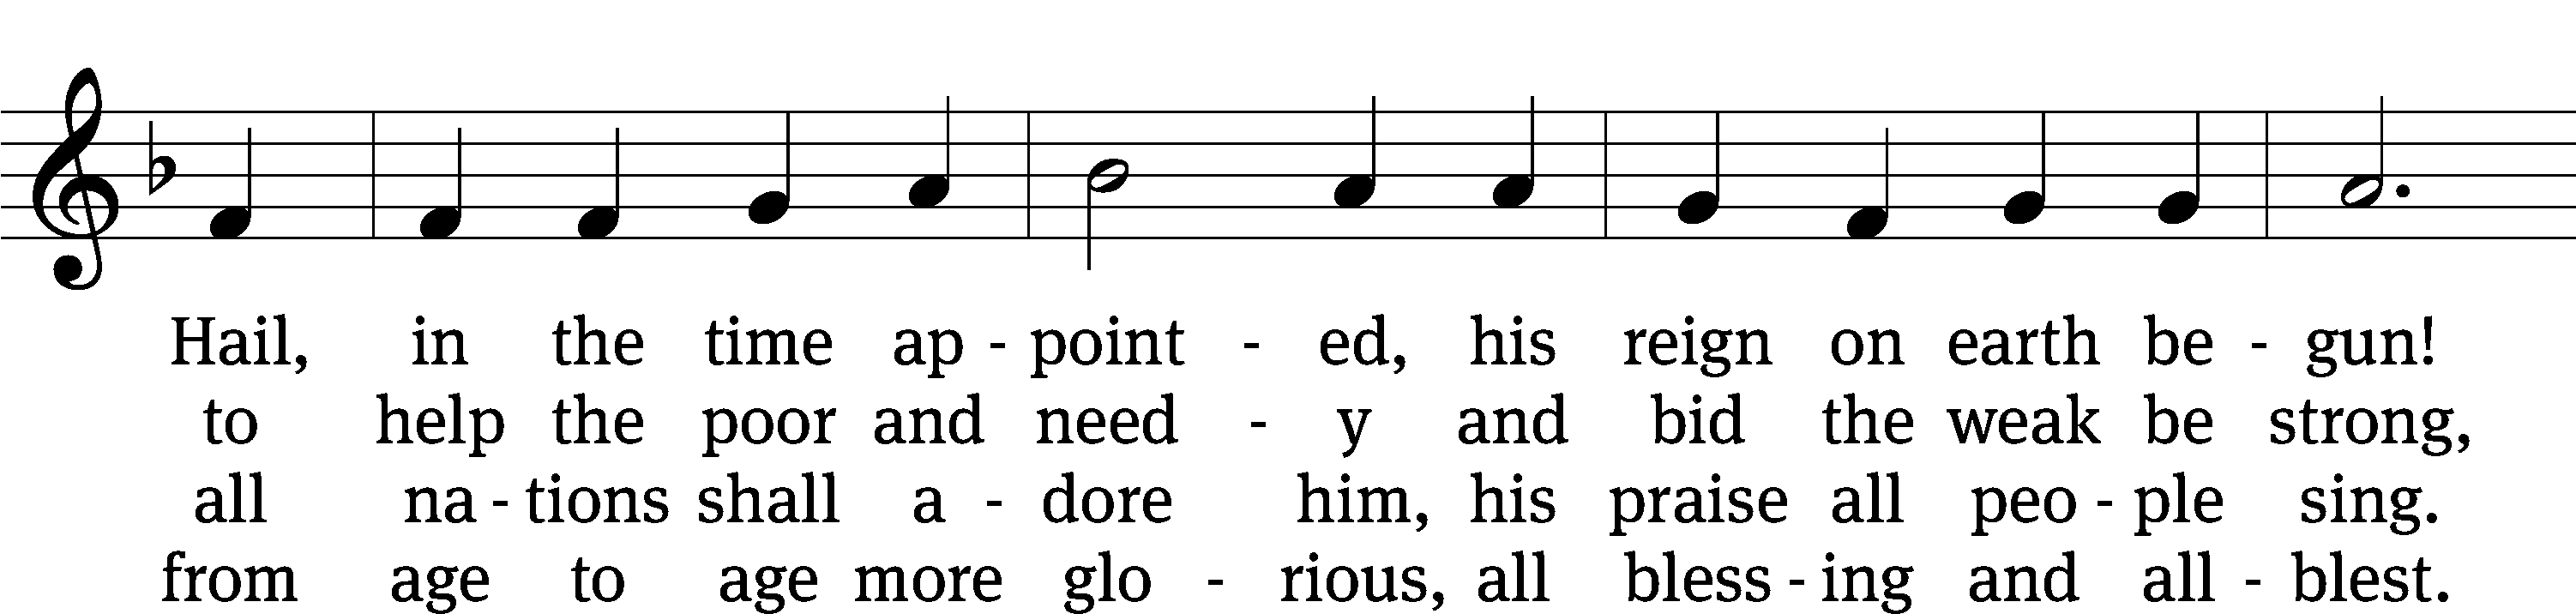 Hail, in the time ap - point - ed, his reign on earth be - gun!
to help the poor and need - y and bid the weak be strong,
all na - tions shall a - dore him, his praise all peo - ple sing.
from age to age more glo - rious, all bless - ing and all - blest.